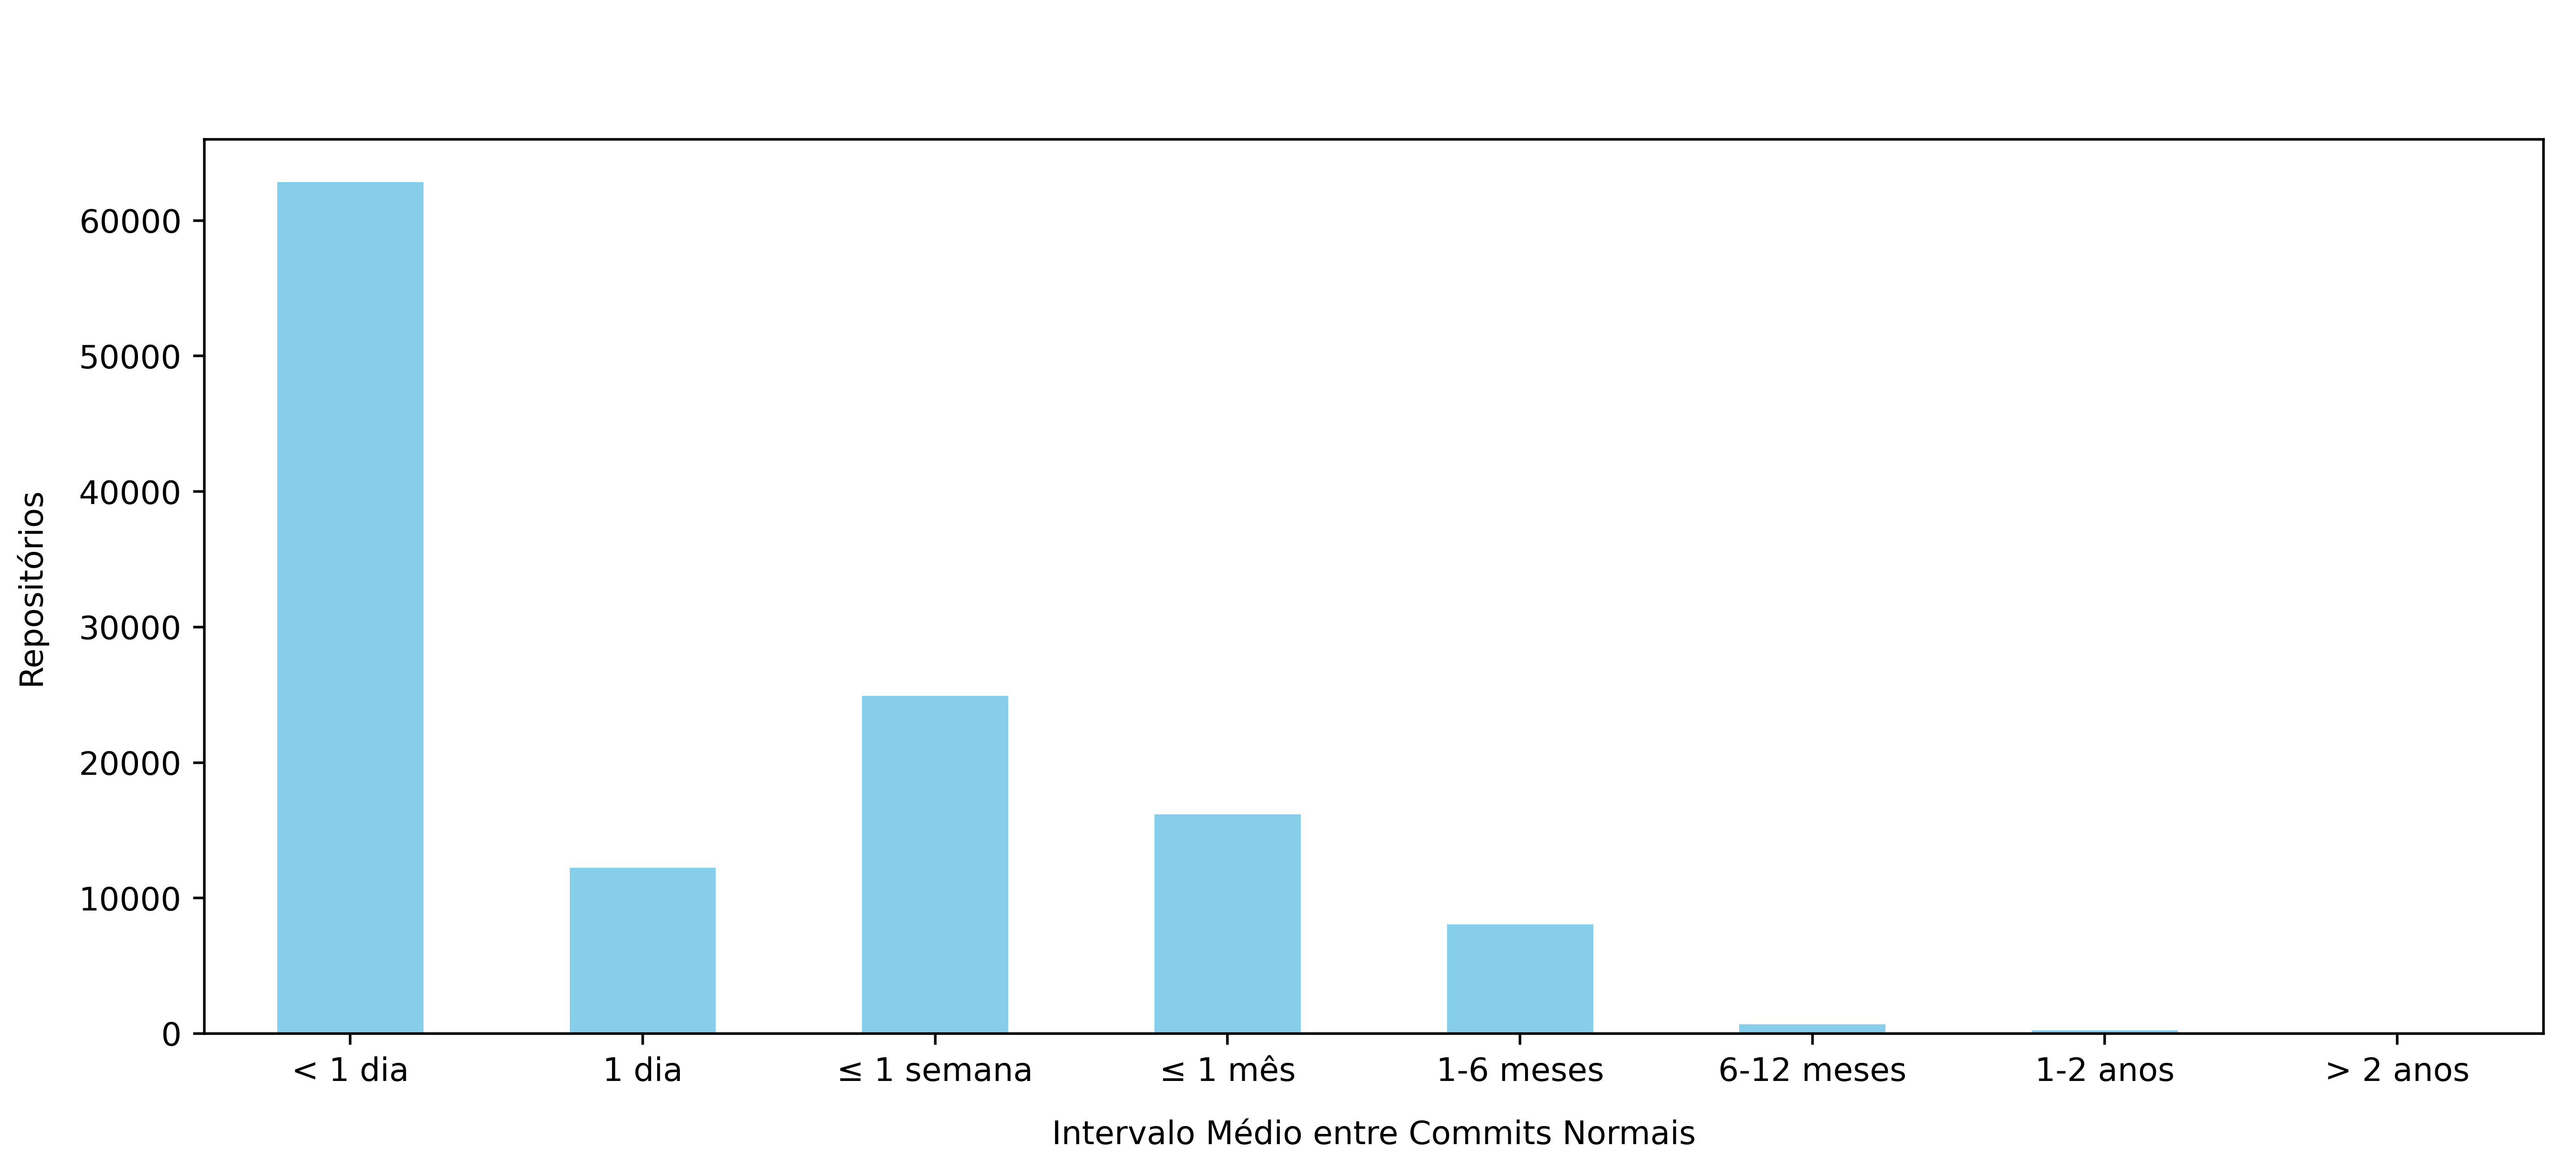 60000
50000
40000
30000
20000
10000
0
Repositórios
< 1 dia
1 dia
≤ 1 semana
≤ 1 mês
1-6 meses
6-12 meses
1-2 anos
> 2 anos
Intervalo Médio entre Commits Normais